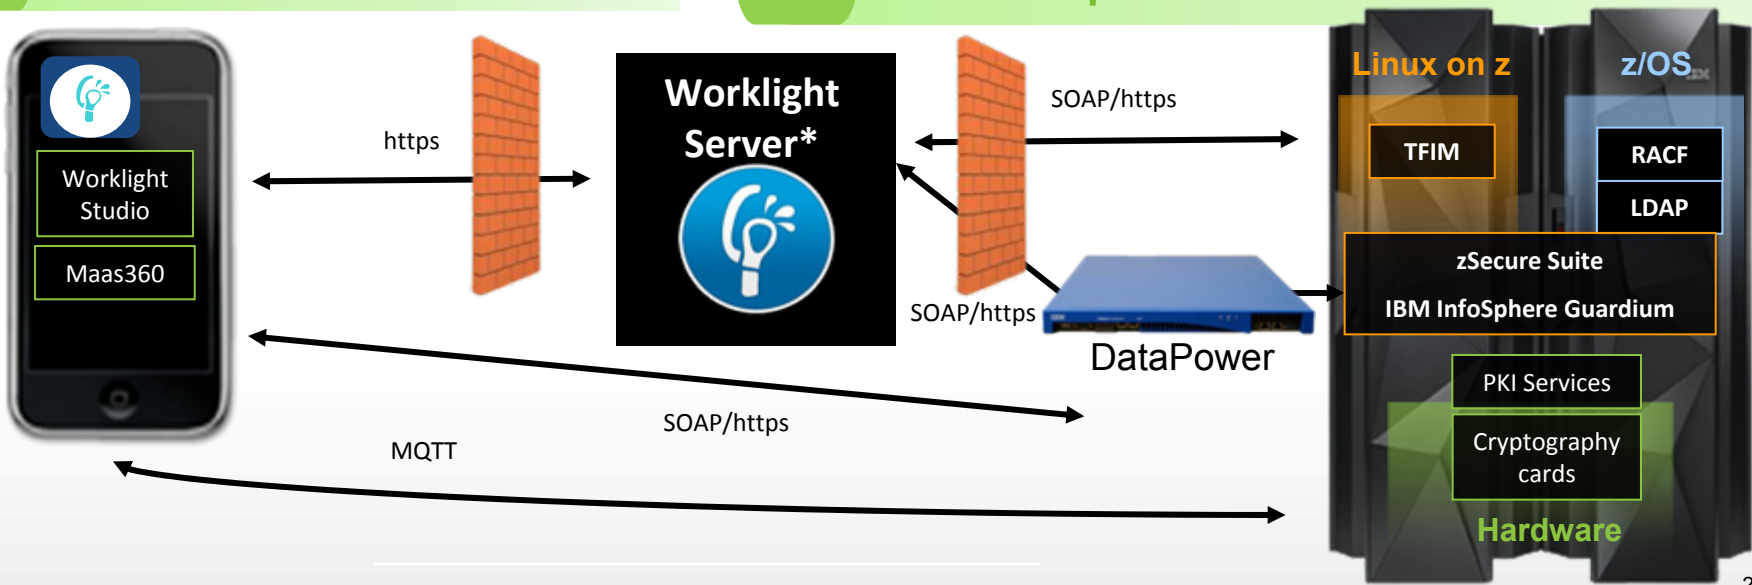 Worklight
Studio
Maas360
https
Worklight
Server*
SOAP/https
SOAP/https
DataPower
SOAP/https
MQTT
Linux on z
z/OS
TFIM
RACF
LDAP
zSecure Suite
IBM InfoSphere Guardium
PKI Services
Cryptography
cards
Hardware